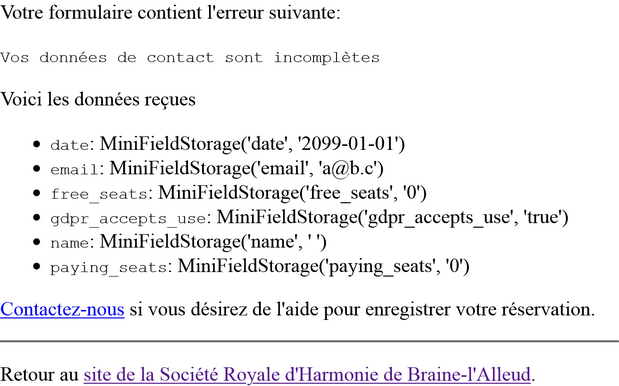 Votre formulaire contient l'erreur suivante:
Vos données de contact sont incomplètes
Voici les données reçues
• date: MiniFieldStorage('date', '2099-01-01')
• email: MiniFieldStorage('email', 'a@b.c')
• free_seats: MiniFieldStorage('free_seats', '0')
• gdpr_accepts_use: MiniFieldStorage('gdpr_accepts_use', 'true')
• name: MiniFieldStorage('name', ' ')
• paying_seats: MiniFieldStorage('paying_seats', '0')
Contactez-nous si vous désirez de l'aide pour enregistrer votre réservation.
Retour au site de la Société Royale d'Harmonie de Braine-l'Alleud.